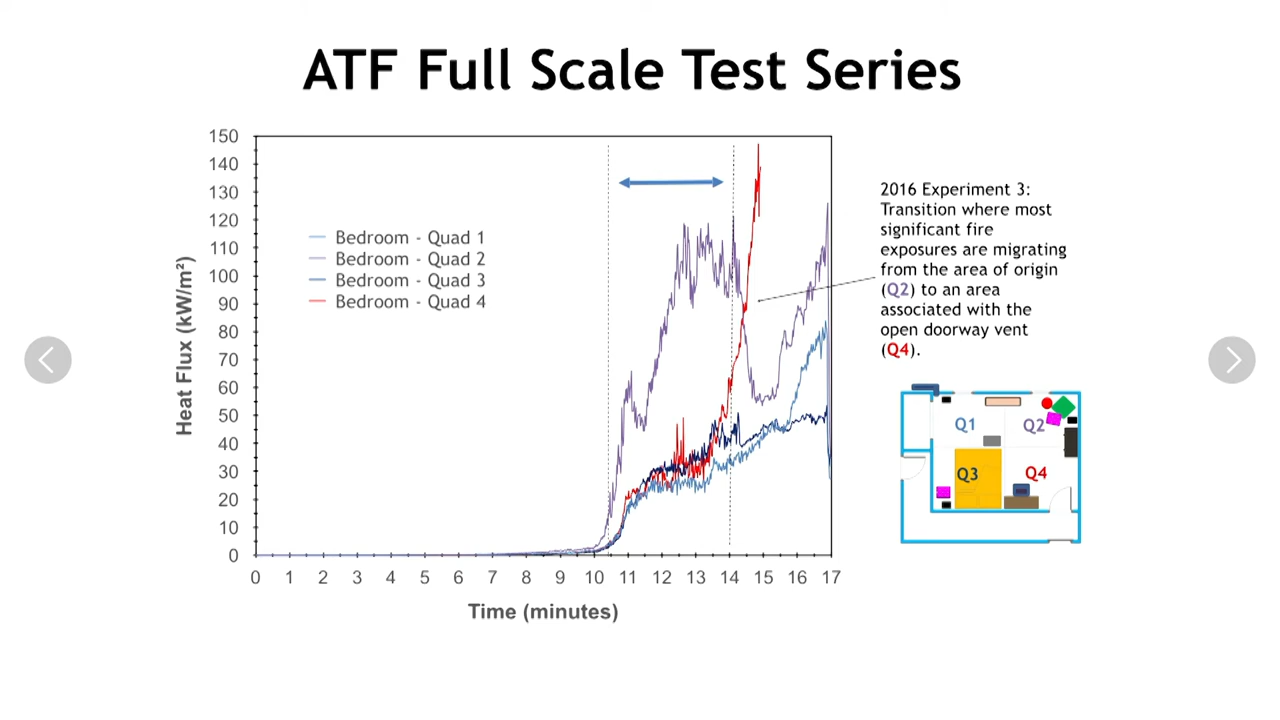 ATF Full Scale Test Series
150
140
130
120
110
100
90
80
70
60
50
40
30
20
10
0
Heat Flux (kW/m²)
Bedroom - Quad 1
Bedroom - Quad 2
Bedroom - Quad 3
Bedroom - Quad 4
0 1 2 3 4 5 6 7 8 9 10 11 12 13 14 15 16 17
Time (minutes)
2016 Experiment 3:
Transition where most
significant fire
exposures are migrating
from the area of origin
(Q2) to an area
associated with the
open doorway vent
(Q4).
Q1 Q2
Q3 Q4